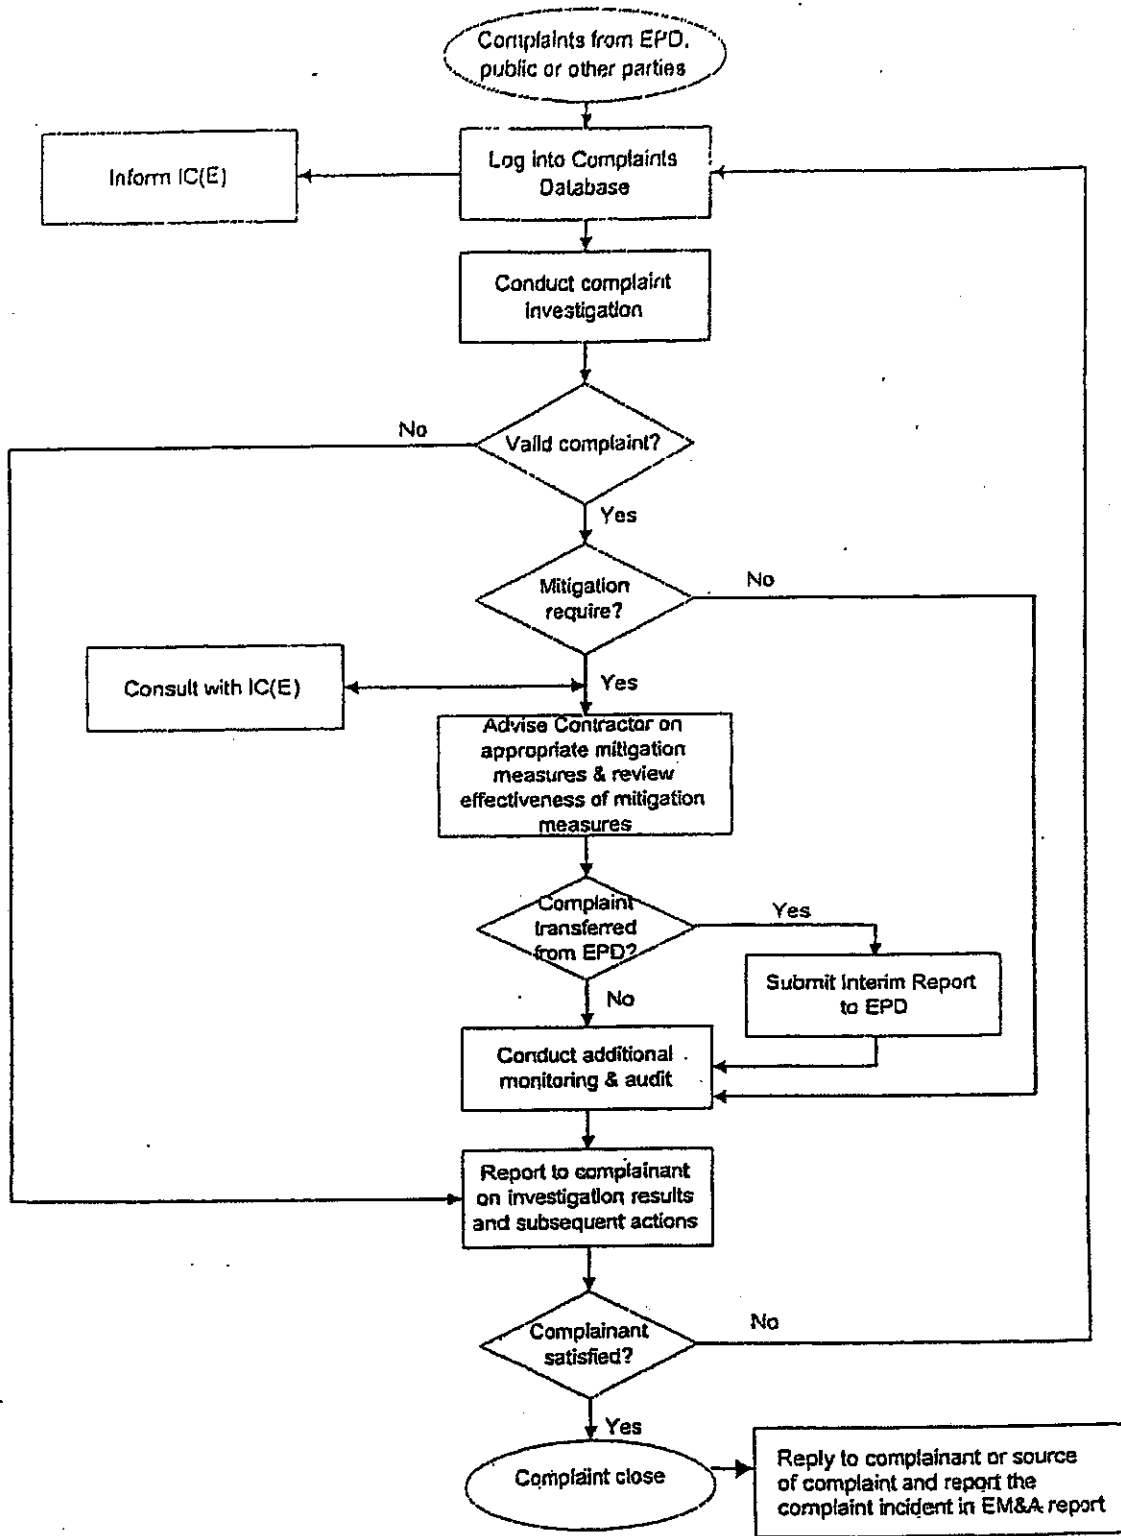 Complaints from EPD,
public or other parties
Inform IC(E)
Log into Complaints
Database
Conduct complaint
investigation
No
Valid complaint?
Yes
Mitigation
require?
No
Consult with IC(E)
Yes
Advise Contractor on
appropriate mitigation
measures & review
effectiveness of mitigation
measures
Complaint
transferred
from EPD?
Yes
Submit Interim Report
to EPD
No
Conduct additional
monitoring & audit
Report to complainant
on investigation results
and subsequent actions
Complainant
satisfied?
No
Yes
Complaint close
Reply to complainant or source
of complaint and report the
complaint incident in EM&A report